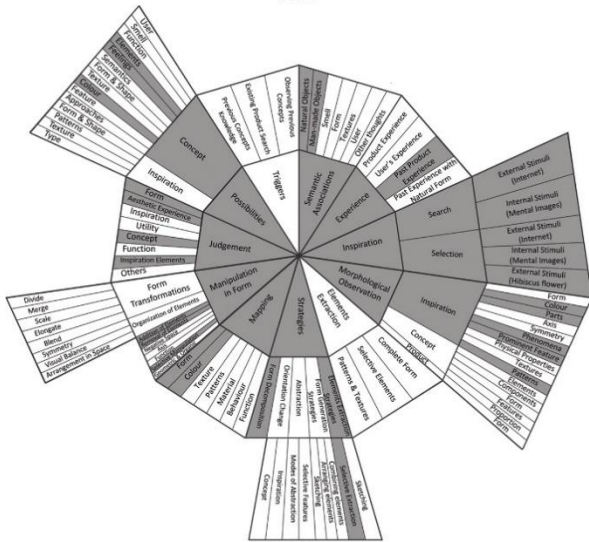 User
Smell
Function
Elements
Feelings
Semantics
Form & Shape
Texture
Colour
Feature
Approaches
Form & Shape
Patterns
Texture
Type
Concept
Inspiration
Possibilities
Previous Concepts
Knowledge
Existing Product Search
Observing Previous
Concepts
Triggers
Natural Objects
Man-made Objects
Smell
Form
Textures
User
Other thoughts
Semantic
Associations
Product Experience
User's Experience
Past Product
Experience
Past Experience with
Natural Form
Experience
Inspiration
Search
Selection
External Stimuli
(Internet)
Internal Stimuli
(Mental Images)
External Stimuli
(Internet)
Internal Stimuli
(Mental Images)
External Stimuli
(Hibiscus flower)
Morphological
Observation
Inspiration
Concept
Product
Form
Colour
Parts
Axis
Symmetry
Phenomena
Prominent Feature
Physical Properties
Textures
Patterns
Elements
Components
Form
Features
Proportion
Form
Elements
Extraction
Complete Form
Selective Elements
Patterns & Textures
Strategies
Elements Extraction
Strategies
Form Generation
Strategies
Abstraction
Orientation Change
Form Decomposition
Sketching
Selective Extraction
Combining elements
Arranging elements
Sketching
Selective Features
Modes of Abstraction
Inspiration
Concept
Mapping
Form
Colour
Texture
Patterns
Material
Behaviour
Function
Manipulation
in Form
Form
Transformations
Organization of Elements
Divide
Merge
Scale
Elongate
Blend
Symmetry
Visual Balance
Arrangement in Space
Judgement
Form
Aesthetic Experience
Inspiration
Utility
Concept
Function
Inspiration Elements
Others